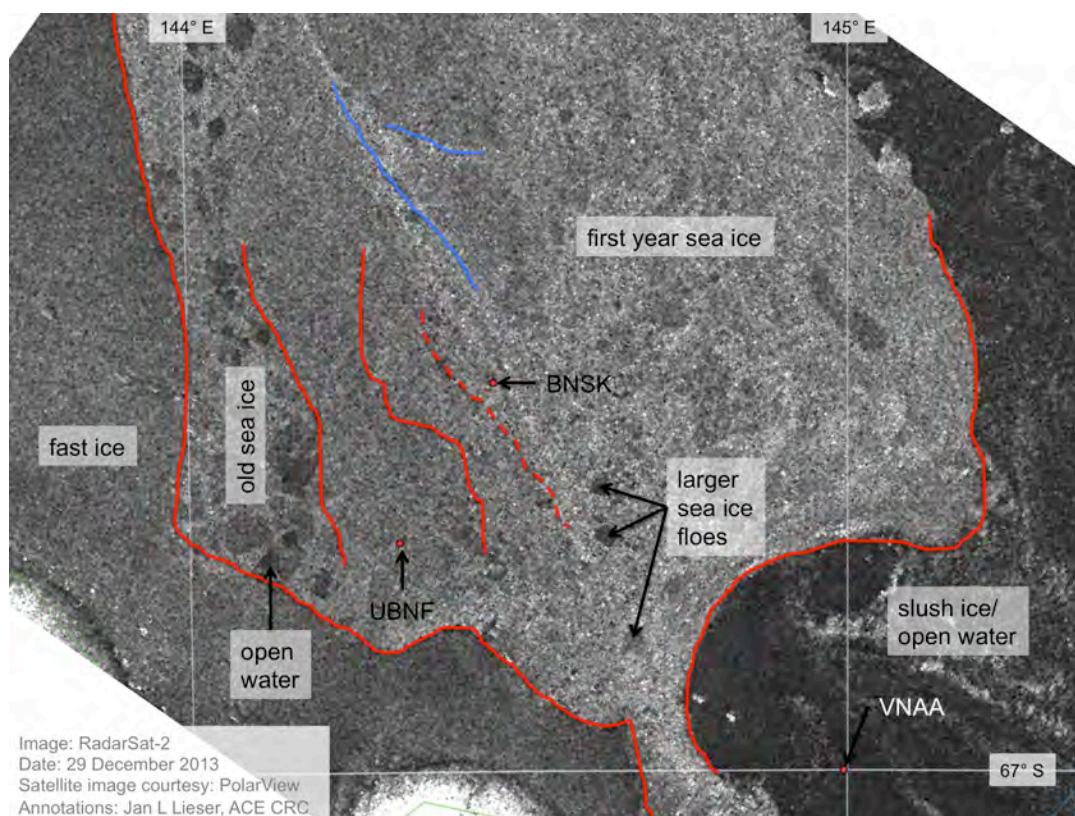 144° E
145° E
first year sea ice
BNSK
old sea ice
fast ice
larger
sea ice
floes
UBNF
slush ice/
open water
open
water
VNAA
67° S
Image: RadarSat-2
Date: 29 December 2013
Satellite image courtesy: PolarView
Annotations: Jan L Lieser, ACE CRC